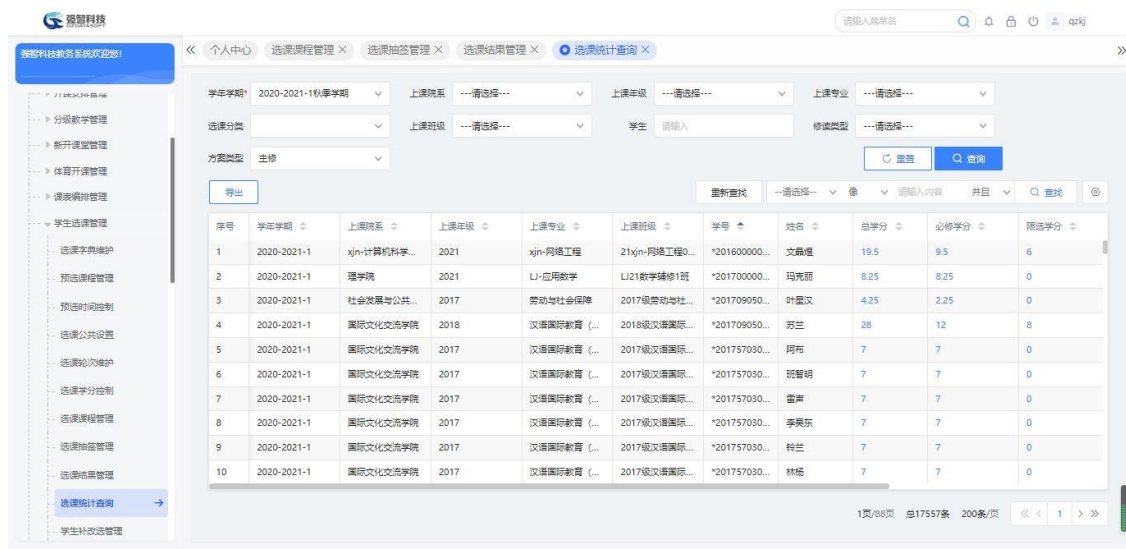 强智科技
QZDATASOFT
请输入菜单名
qzkj
强智科技教务系统欢迎您!
个人中心 选课课程管理 选课抽签管理 选课结果管理 选课统计查询
分级教学管理
新开课堂管理
体育开课管理
课表编排管理
学生选课管理
选课字典维护
预选课程管理
预选时间控制
选课公共设置
选课轮次维护
选课学分控制
选课课程管理
选课抽签管理
选课结果管理
选课统计查询
学生补改选管理
学年学期* 2020-2021-1秋季学期 上课院系 ---请选择--- 上课年级 ---请选择--- 上课专业 ---请选择---
选课分类 上课班级 ---请选择--- 学生 请输入 修读类型 ---请选择---
方案类型 主修 重置 查询
导出 重新查找 --请选择-- 像 请输入内容 并且 查找
序号 学年学期 上课院系 上课年级 上课专业 上课班级 学号 姓名 总学分 必修学分 限选学分
1 2020-2021-1 xjn-计算机科学... 2021 xjn-网络工程 21xjn-网络工程0... *201600000... 19.5 9.5 6
2 2020-2021-1 理学院 2021 LJ-应用数学 LJ21数学辅修1班 *201700000... 玛克丽 8.25 8.25 0
3 2020-2021-1 社会发展与公共... 2017 劳动与社会保障 2017级劳动与社... *201709050... 叶星汉 4.25 2.25 0
4 2020-2021-1 国际文化交流学院 2018 汉语国际教育 (... 2018级汉语国际... *201709050... 苏兰 28 12 8
5 2020-2021-1 国际文化交流学院 2017 汉语国际教育 (... 2017级汉语国际... *201757030... 阿布 7 7 0
6 2020-2021-1 国际文化交流学院 2017 汉语国际教育 (... 2017级汉语国际... *201757030... 班智明 7 7 0
7 2020-2021-1 国际文化交流学院 2017 汉语国际教育 (... 2017级汉语国际... *201757030... 雷声 7 7 0
8 2020-2021-1 国际文化交流学院 2017 汉语国际教育 (... 2017级汉语国际... *201757030... 李昊东 7 7 0
9 2020-2021-1 国际文化交流学院 2017 汉语国际教育 (... 2017级汉语国际... *201757030... 铃兰 7 7 0
10 2020-2021-1 国际文化交流学院 2017 汉语国际教育 (... 2017级汉语国际... *201757030... 林杨 7 7 0
1页/88页 总17557条 200条/页 1